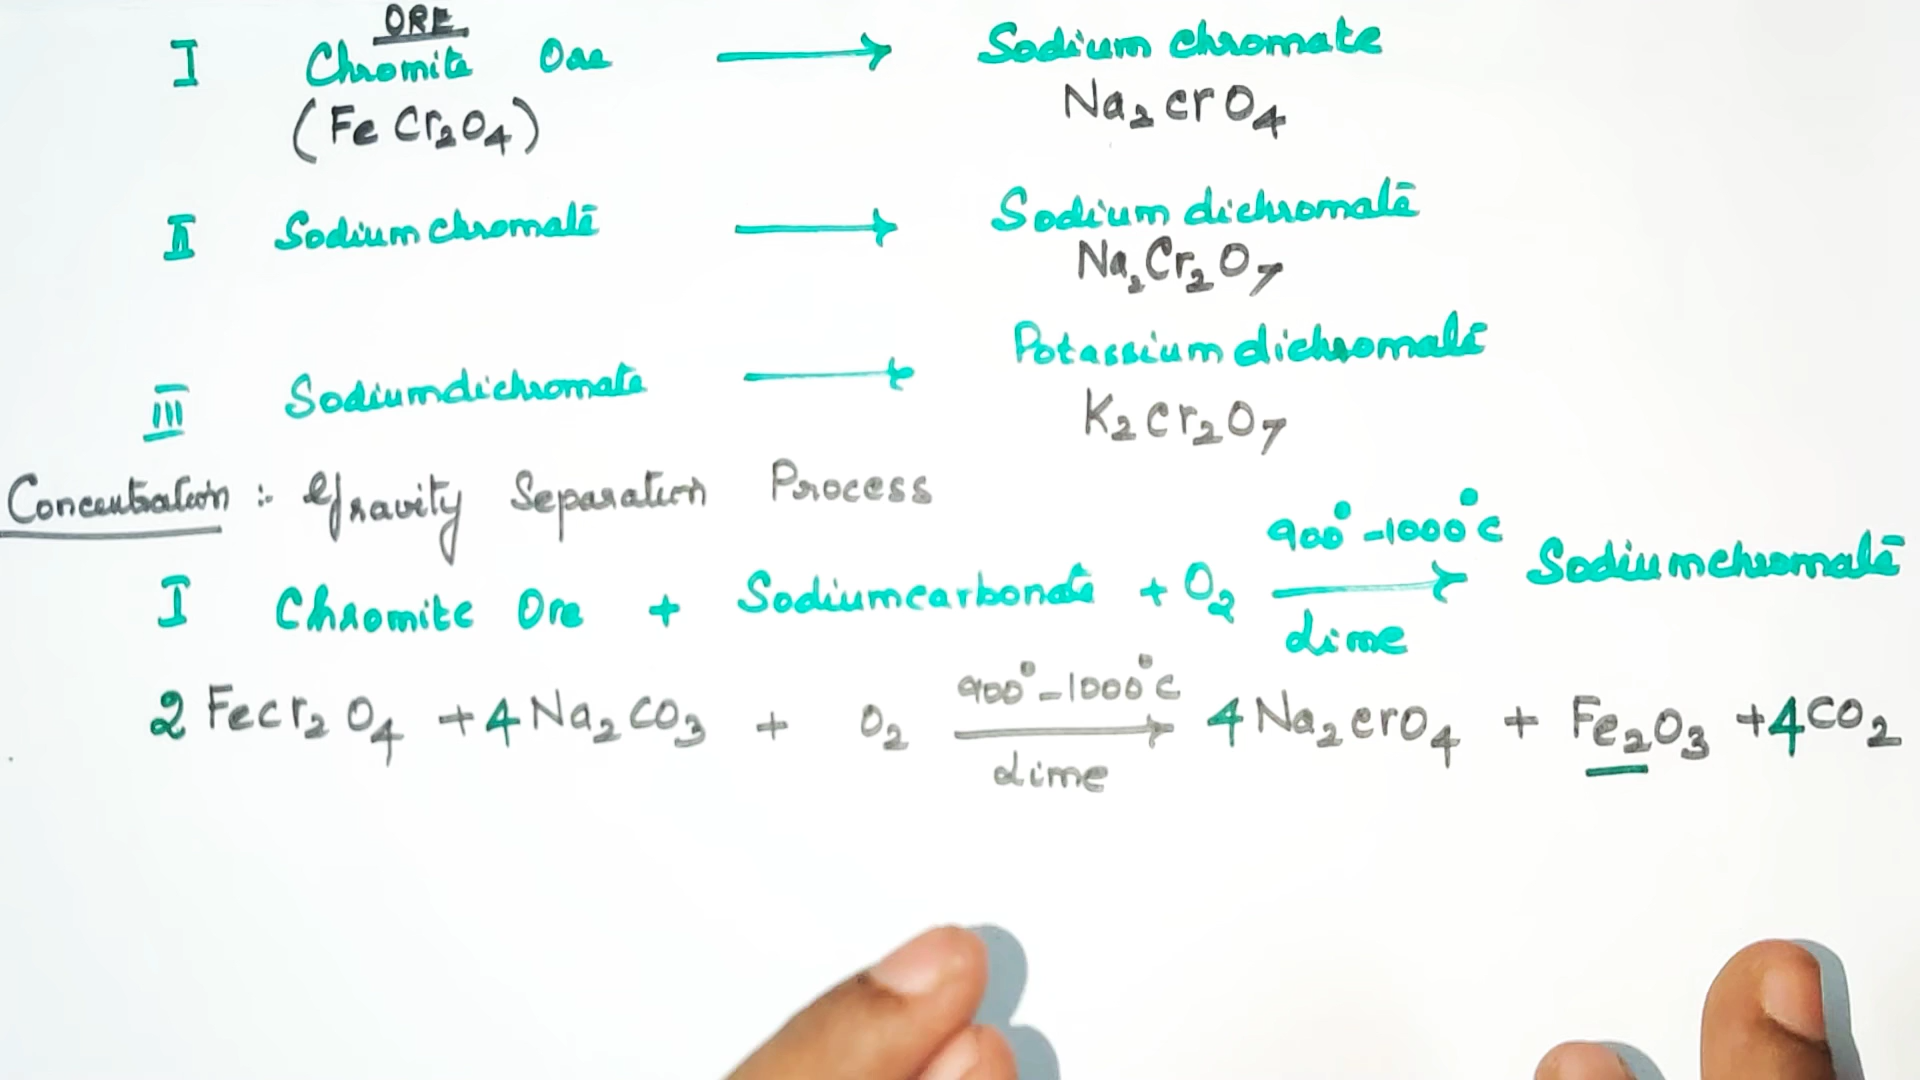 ORE
I Chromite Ore → Sodium chromate
(FeCr₂O₄) Na₂crO₄
II Sodium chromate → Sodium dichromate
Na₂Cr₂O₇
III Sodiumdichromate → Potassium dichromate
K₂Cr₂O₇
Concentration :- Gravity Separation Process
900° - 1000°C
I Chromite Ore + Sodiumcarbonate + O₂ → Sodiumchromate
Lime
900° - 1000°C
2 Fecr₂O₄ + 4 Na₂co₃ + O₂ → 4 Na₂crO₄ + Fe₂O₃ + 4CO₂
Lime